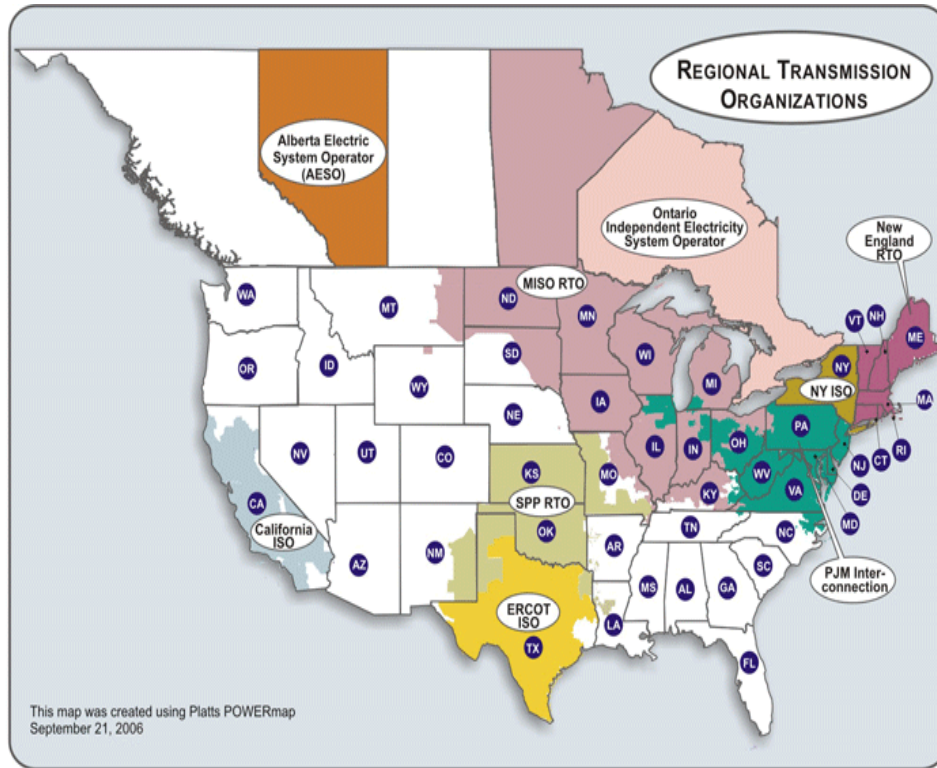 REGIONAL TRANSMISSION
ORGANIZATIONS
Alberta Electric
System Operator
(AESO)
Ontario
Independent Electricity
System Operator
New
England
RTO
MISO RTO
WA
MT
ND
MN
VT
NH
ME
OR
ID
SD
WI
NY
WY
MI
NY ISO
MA
IA
NE
PA
NV
UT
CO
IL
IN
OH
RI
KS
MO
WV
NJ
CT
CA
KY
VA
DE
SPP RTO
California
ISO
OK
TN
NC
MD
AZ
NM
AR
SC
PJM Inter-
connection
MS
AL
GA
ERCOT
ISO
LA
TX
FL
This map was created using Platts POWERmap
September 21, 2006